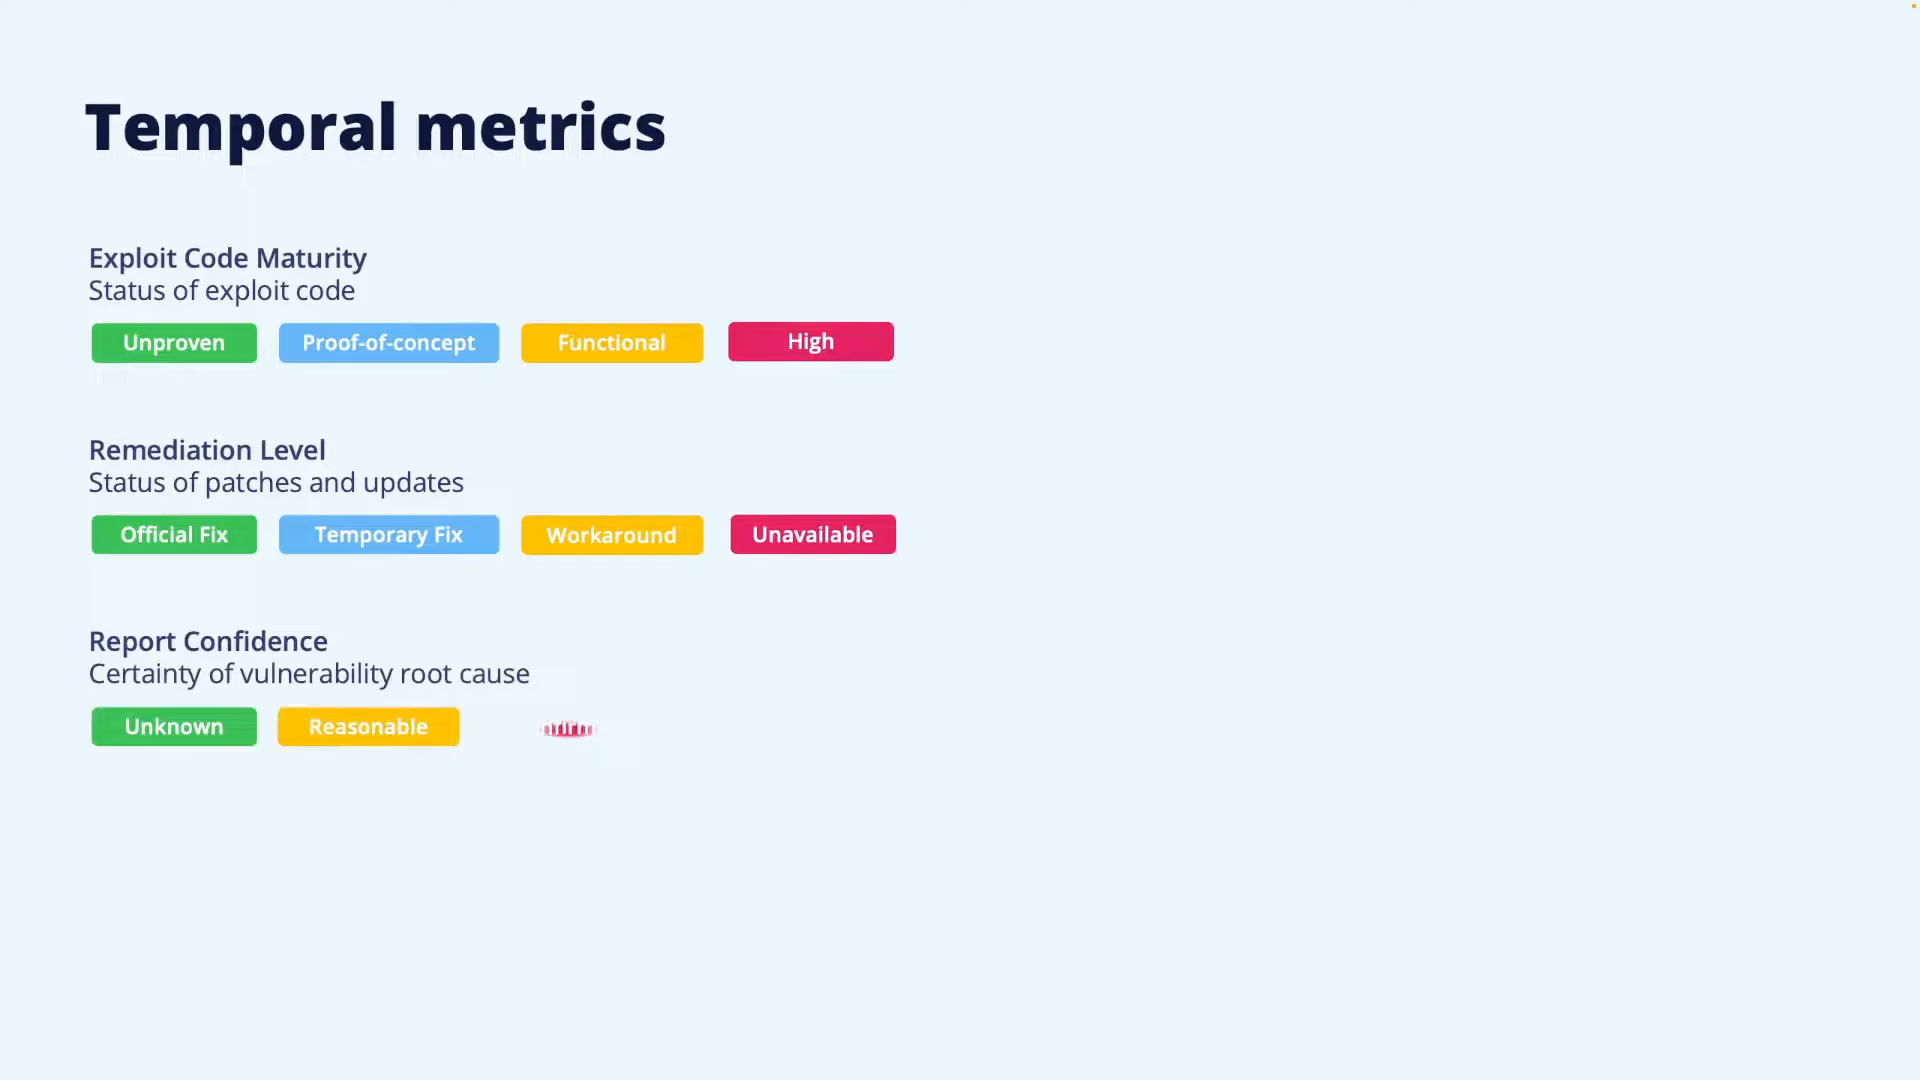 Temporal metrics
Exploit Code Maturity
Status of exploit code
Unproven Proof-of-concept Functional High
Remediation Level
Status of patches and updates
Official Fix Temporary Fix Workaround Unavailable
Report Confidence
Certainty of vulnerability root cause
Unknown Reasonable